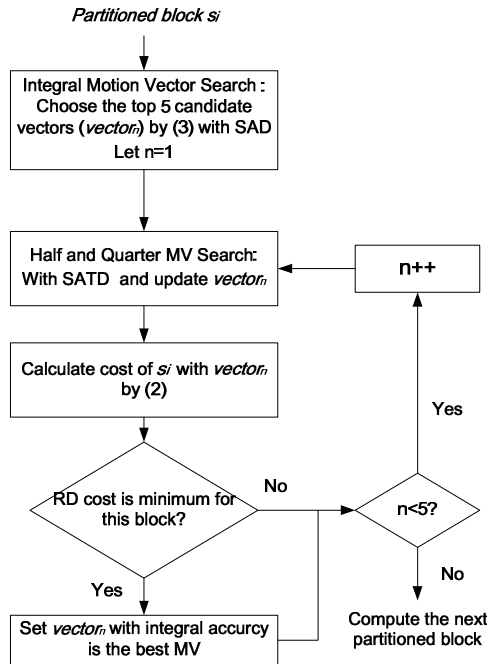 Partitioned block si
Integral Motion Vector Search :
Choose the top 5 candidate
vectors (vectorn) by (3) with SAD
Let n=1
Half and Quarter MV Search:
With SATD and update vectorn
n++
Calculate cost of si with vectorn
by (2)
Yes
RD cost is minimum for
this block?
No
n<5?
Yes
No
Set vectorn with integral accurcy
is the best MV
Compute the next
partitioned block